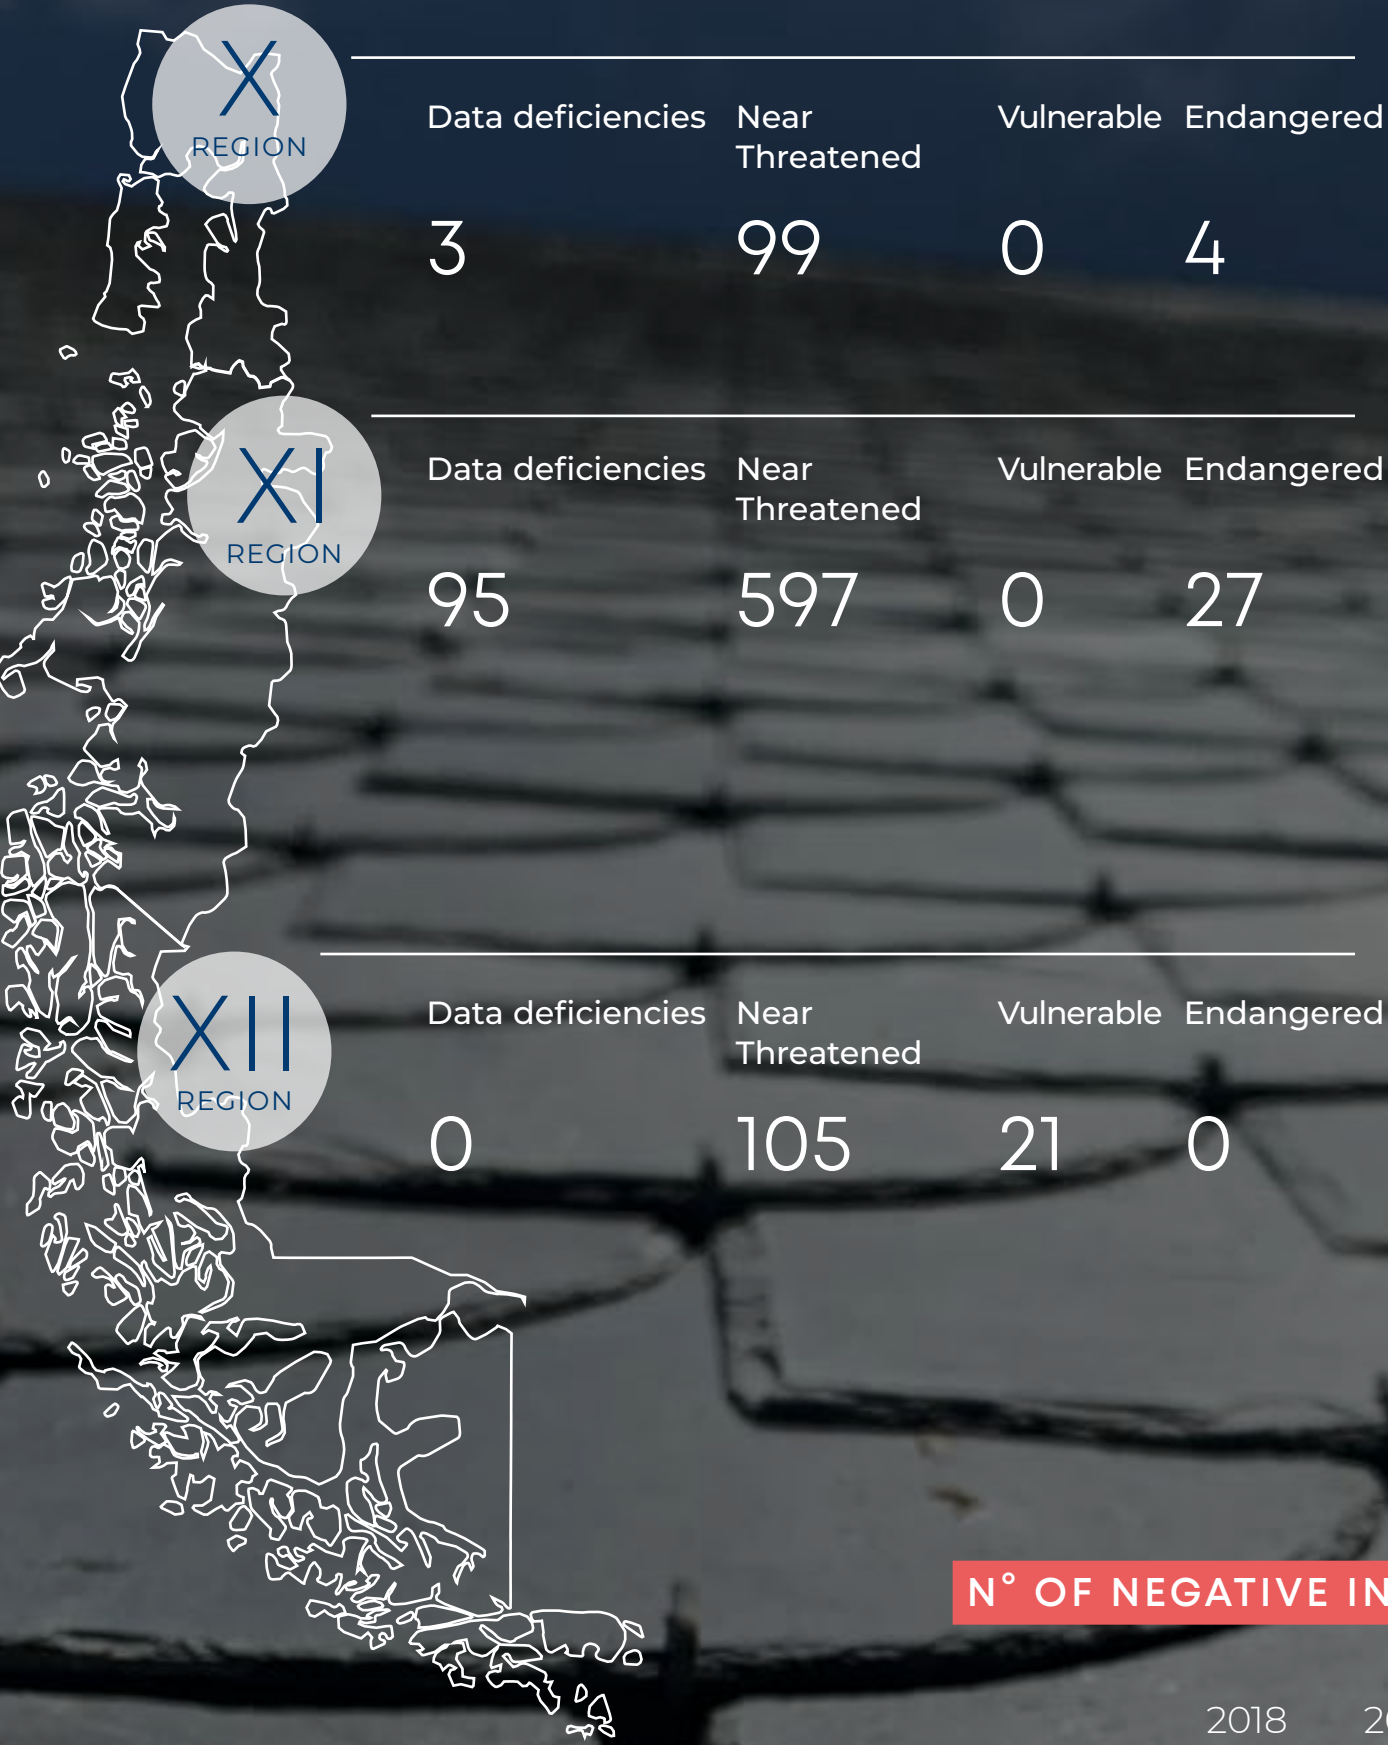 X
REGION
Data deficiencies Near Threatened Vulnerable Endangered
3 99 0 4
XI
REGION
Data deficiencies Near Threatened Vulnerable Endangered
95 597 0 27
XII
REGION
Data deficiencies Near Threatened Vulnerable Endangered
0 105 21 0
N° OF NEGATIVE IN
2018